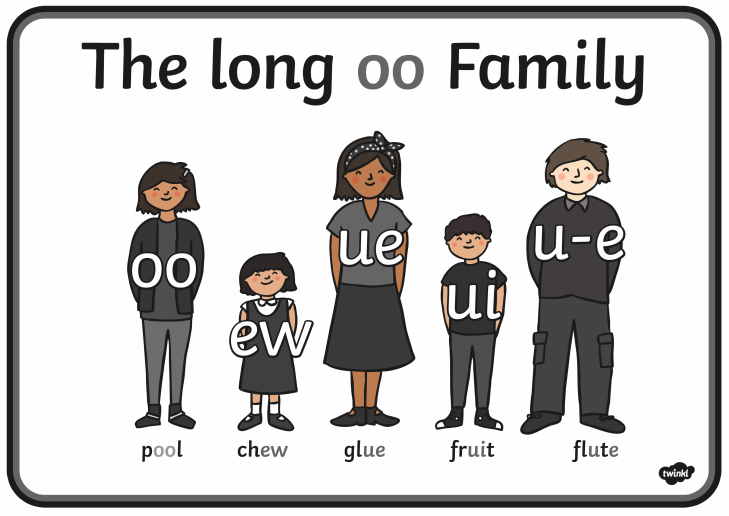 The long oo Family
oo
ew
ue
ui
u-e
pool chew glue fruit flute
twinkl